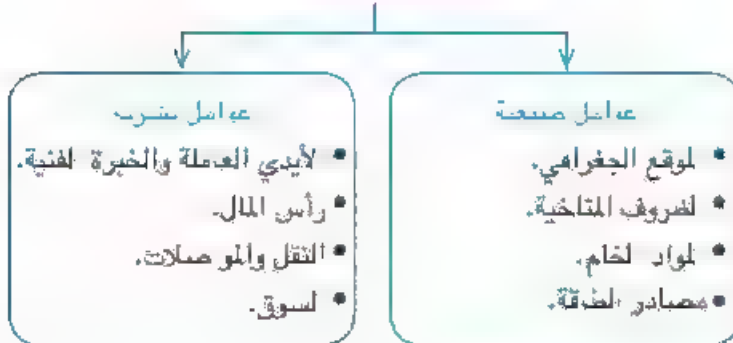 عوامل طبيعية
• الموقع الجغرافي.
• الظروف المناخية.
• المواد الخام.
• مصادر الطاقة.
عوامل بشرية
• الأيدي العاملة والخبرة الفنية.
• رأس المال.
• النقل والمواصلات.
• السوق.